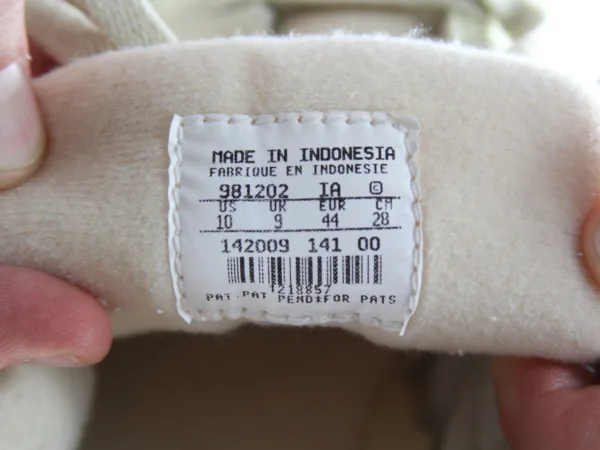 MADE IN INDONESIA
FABRIQUE EN INDONESIE
981202 IA ©
US UK EUR CM
10 9 44 28
142009 141 00
T218857
PAT.PAT PEND*FOR PATS